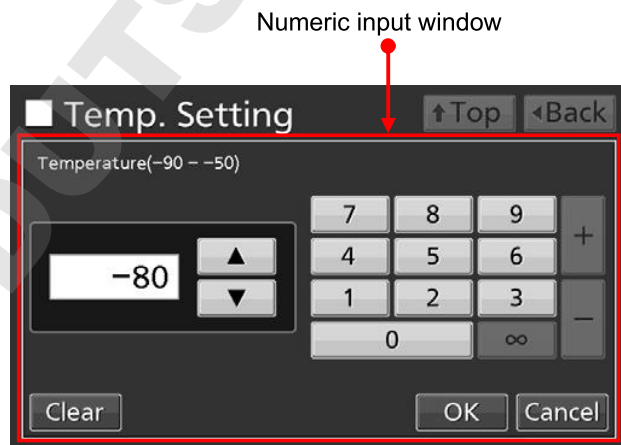 Numeric input window
Temp. Setting
↑Top
◂Back
Temperature(−90 − −50)
−80
▲
▼
7 8 9
+
4 5 6
1 2 3
−
0 ∞
Clear
OK
Cancel